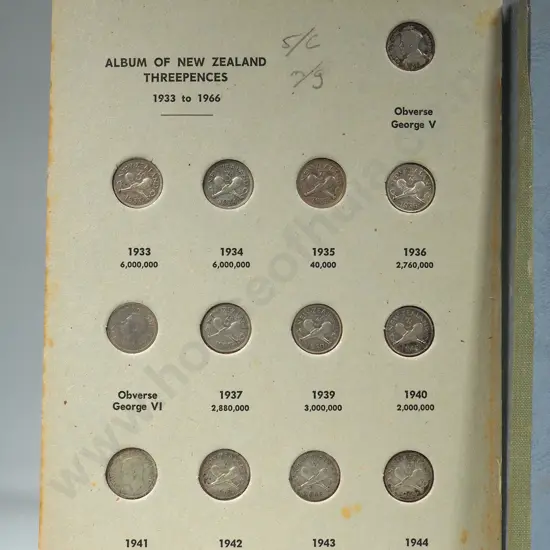 ALBUM OF NEW ZEALAND
THREEPENCES
1933 to 1966
5/c
7/9
Obverse
George V
1933
6,000,000
1934
6,000,000
1935
40,000
1936
2,760,000
Obverse
George VI
1937
2,880,000
1939
3,000,000
1940
2,000,000
1941
1942
1943
1944